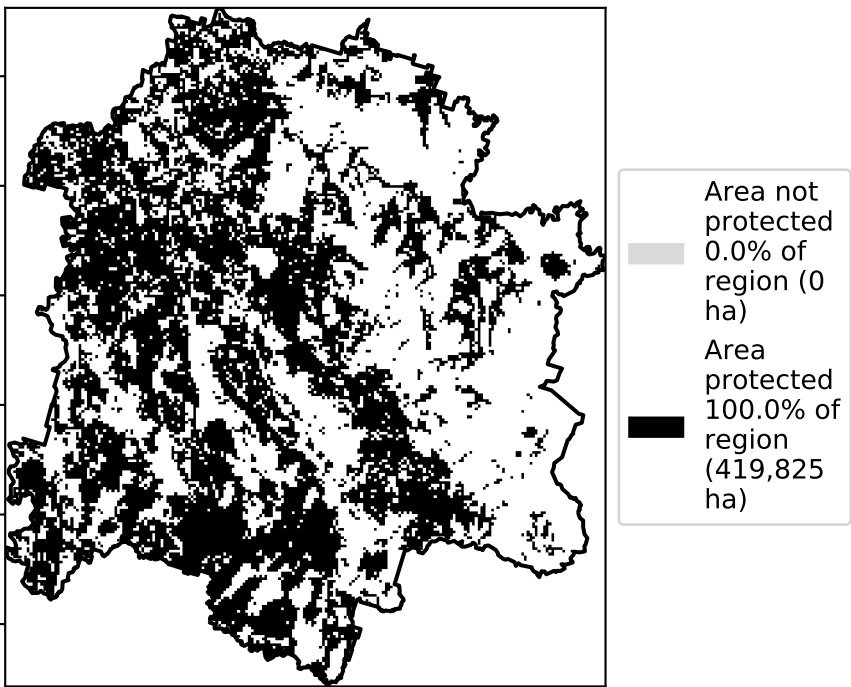 Area not
protected
0.0% of
region (0
ha)
Area
protected
100.0% of
region
(419,825
ha)